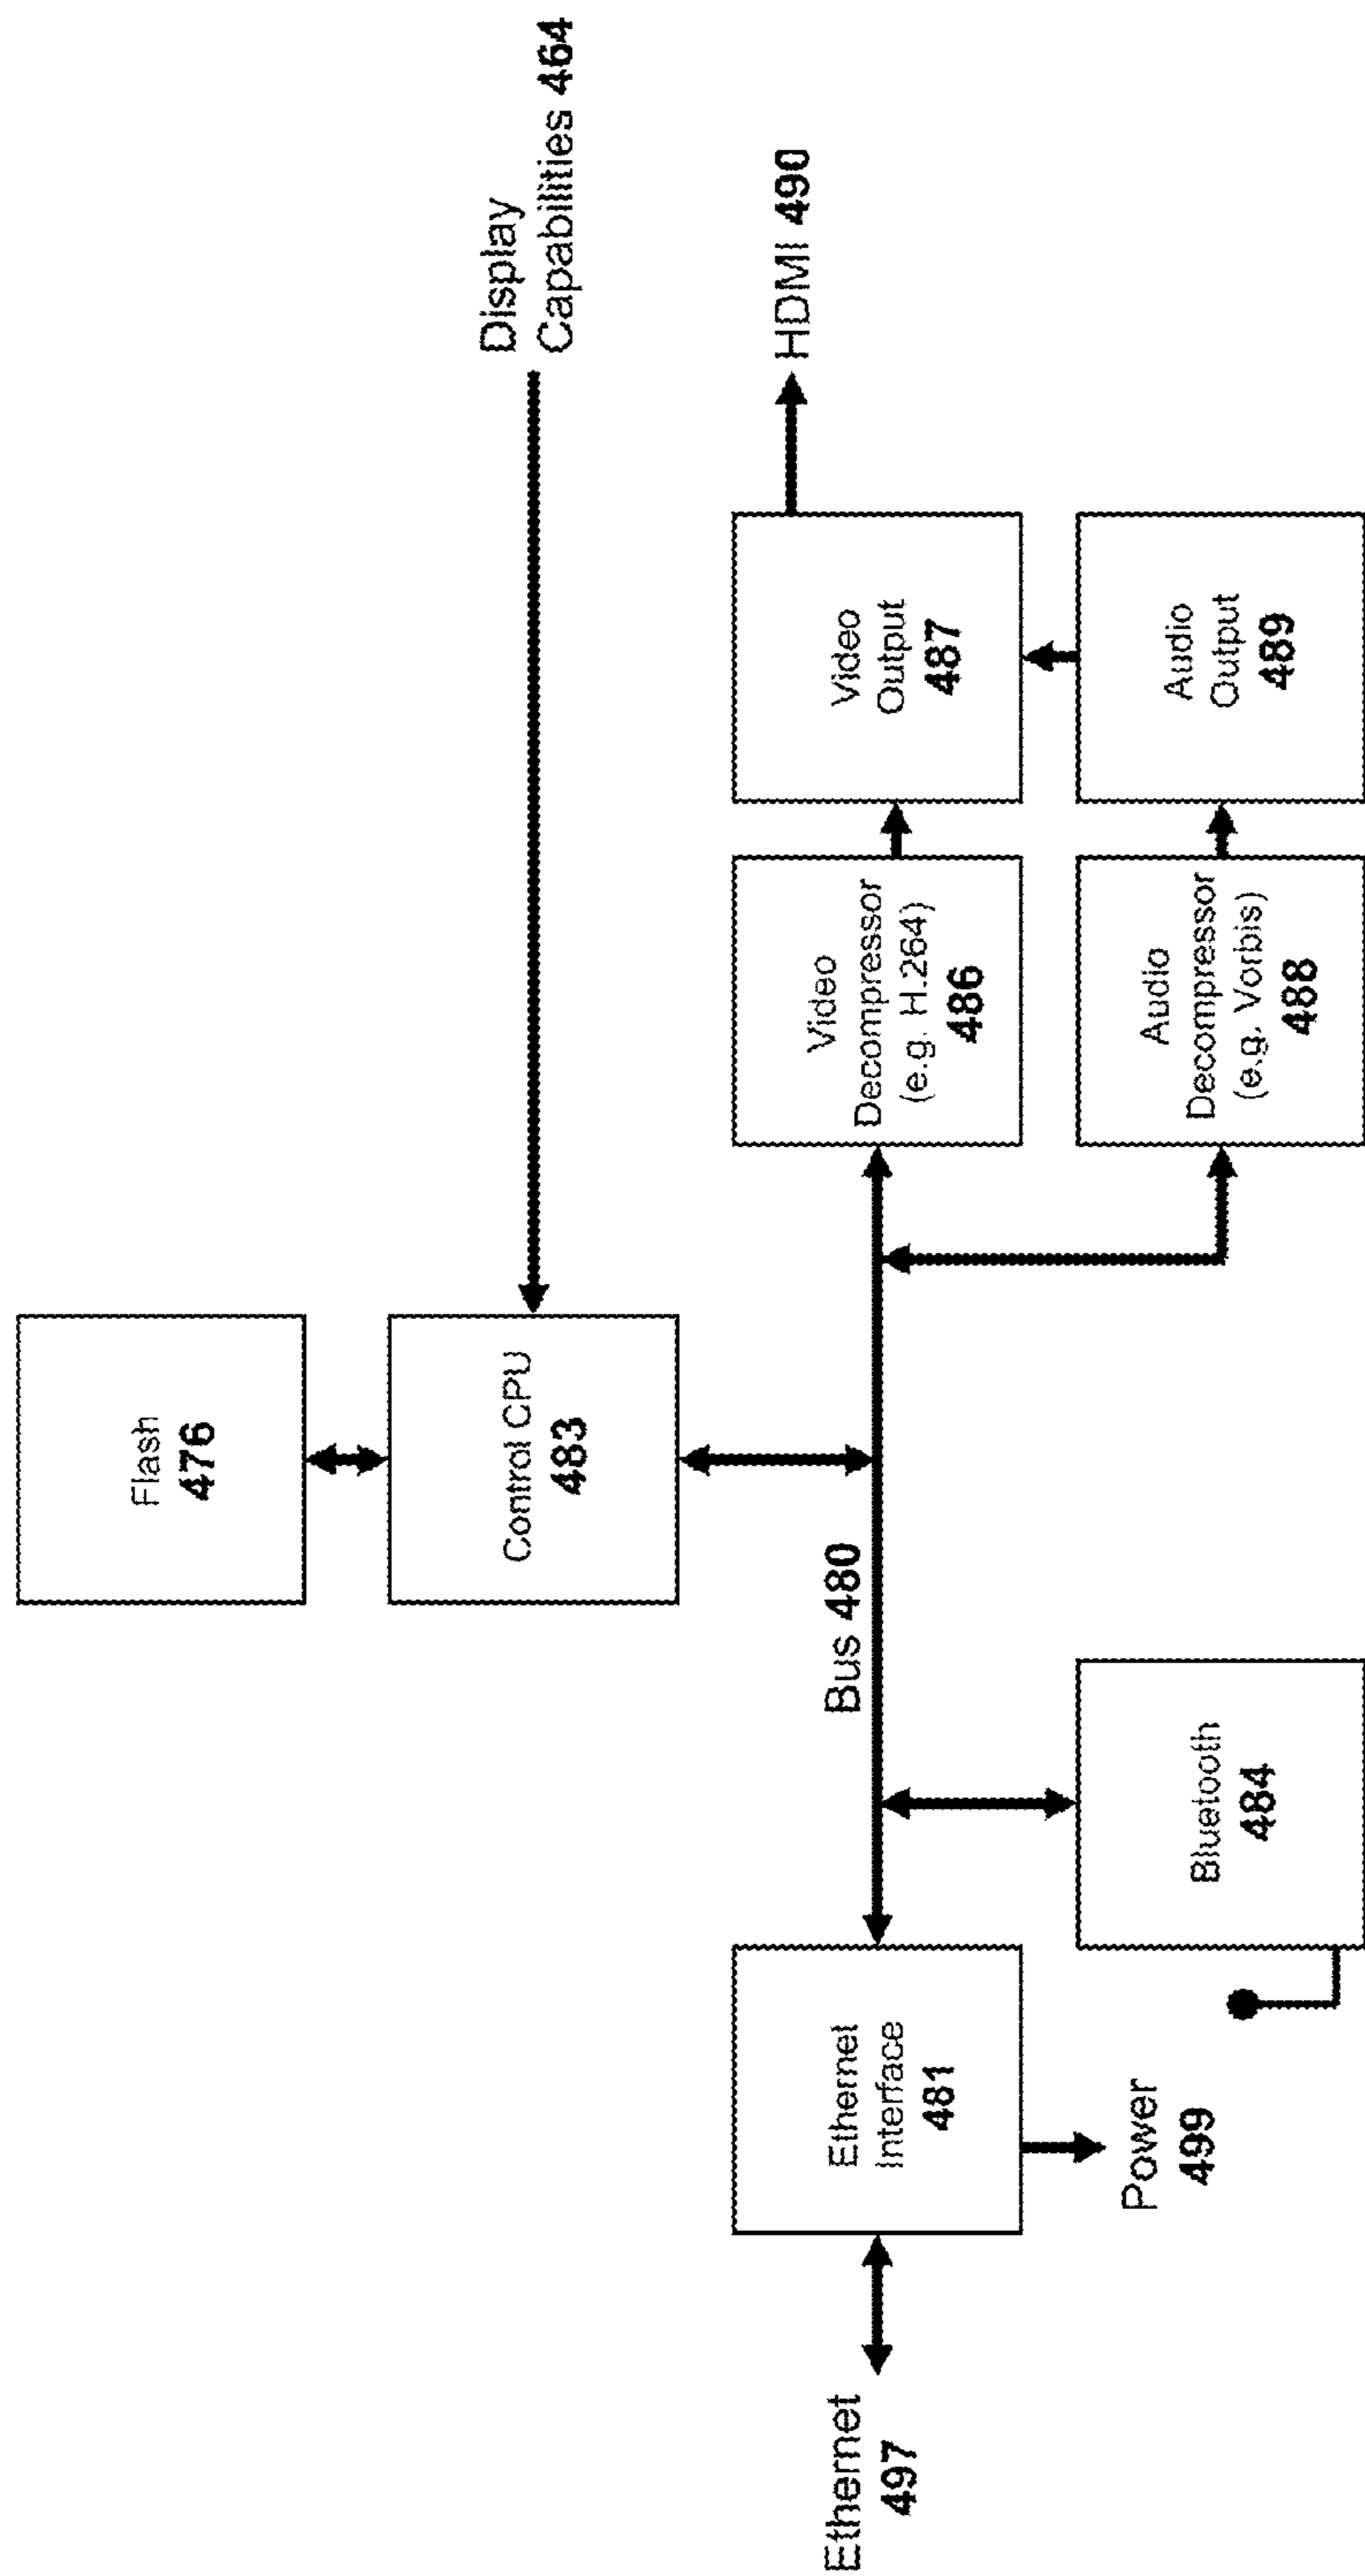 Flash
476
Display
Capabilities 464
Control CPU
483
Bus 480
HDMI 490
Ethernet
497
Ethernet
Interface
481
Video
Decompressor
(e.g. H.264)
486
Video
Output
487
Power
499
Bluetooth
484
Audio
Decompressor
(e.g. Vorbis)
488
Audio
Output
489